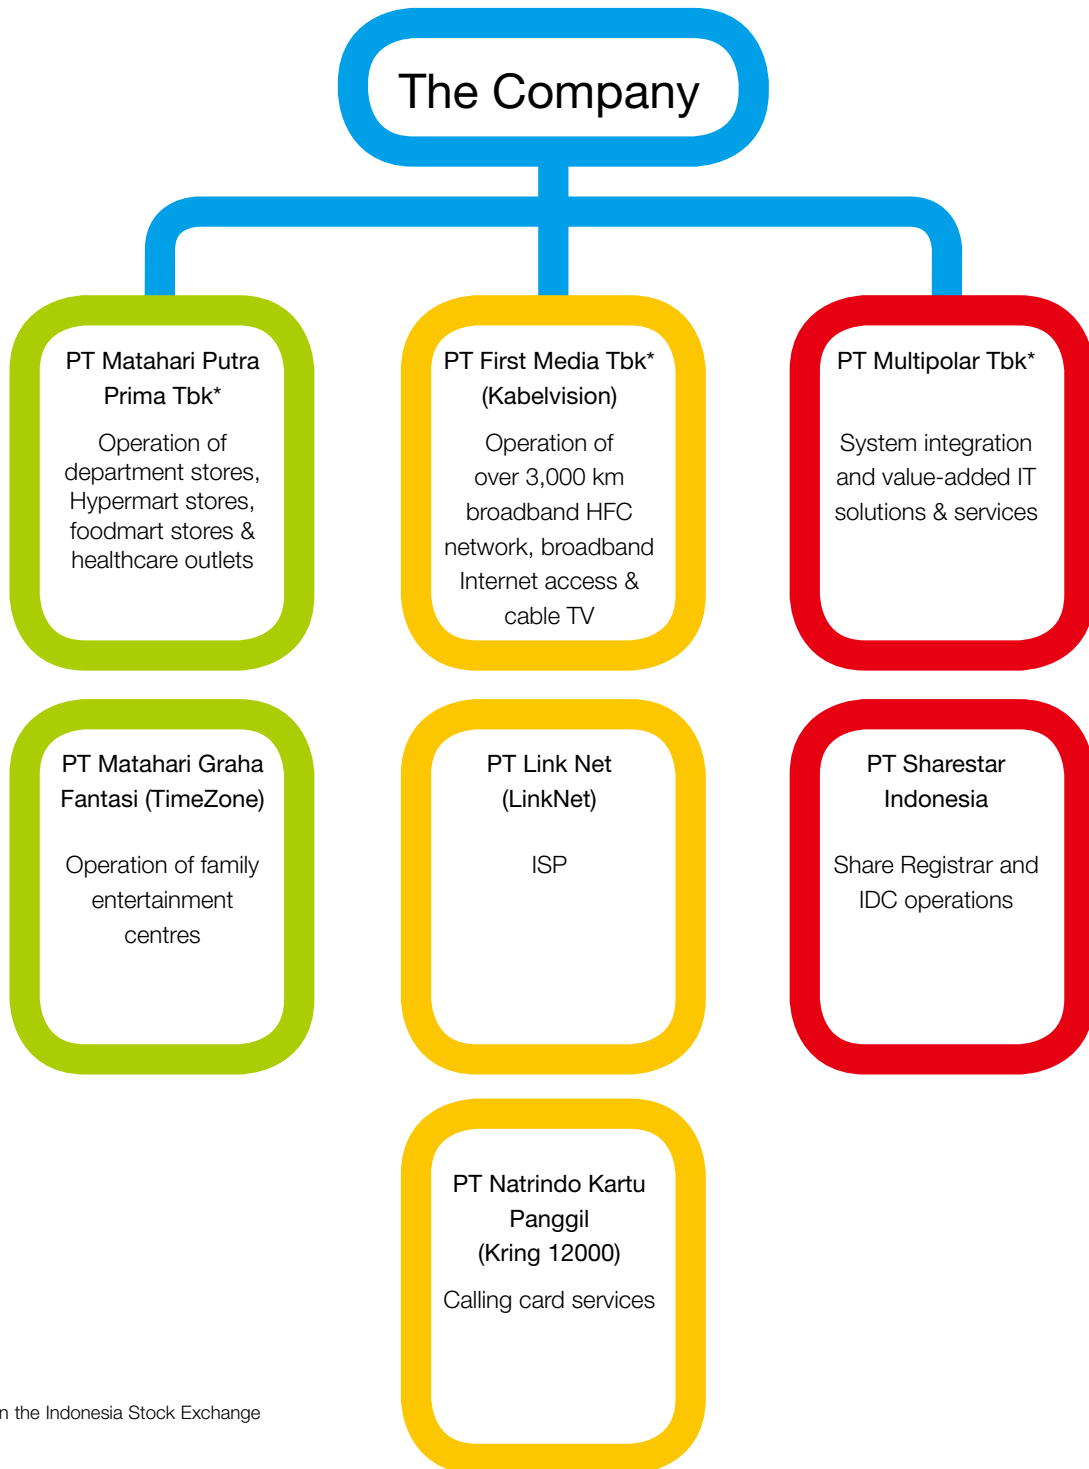 The Company
PT Matahari Putra
Prima Tbk*
Operation of
department stores,
Hypermart stores,
foodmart stores &
healthcare outlets
PT First Media Tbk*
(Kabelvision)
Operation of
over 3,000 km
broadband HFC
network, broadband
Internet access &
cable TV
PT Multipolar Tbk*
System integration
and value-added IT
solutions & services
PT Matahari Graha
Fantasi (TimeZone)
Operation of family
entertainment
centres
PT Link Net
(LinkNet)
ISP
PT Sharestar
Indonesia
Share Registrar and
IDC operations
PT Natrindo Kartu
Panggil
(Kring 12000)
Calling card services
the Indonesia Stock Exchange